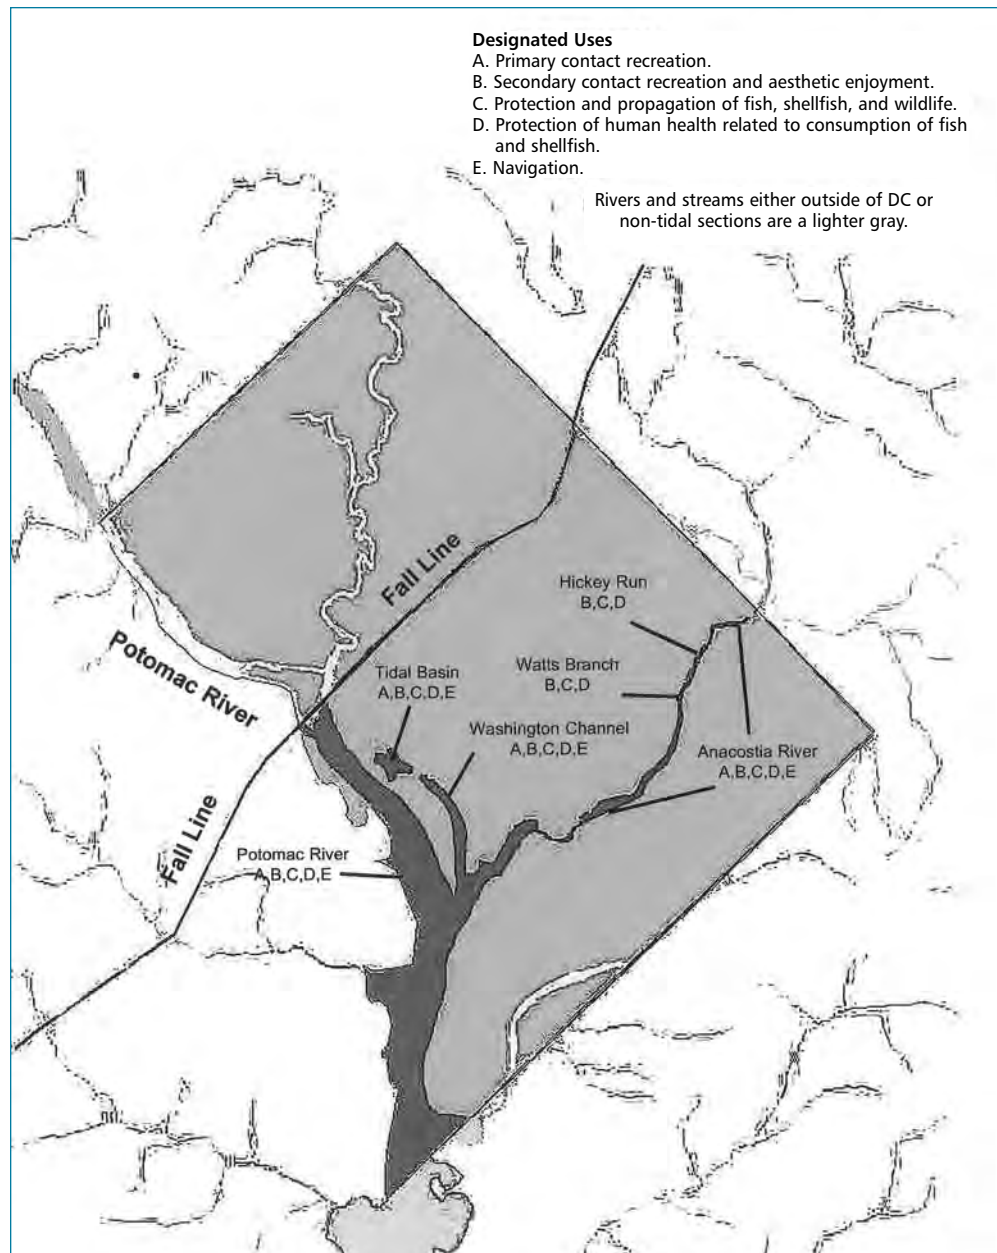 Designated Uses
A. Primary contact recreation.
B. Secondary contact recreation and aesthetic enjoyment.
C. Protection and propagation of fish, shellfish, and wildlife.
D. Protection of human health related to consumption of fish
and shellfish.
E. Navigation.
Rivers and streams either outside of DC or
non-tidal sections are a lighter gray.
Fall Line
Hickey Run
B,C,D
Potomac River
Tidal Basin
A,B,C,D,E
Watts Branch
B,C,D
Washington Channel
A,B,C,D,E
Anacostia River
A,B,C,D,E
Fall Line
Potomac River
A,B,C,D,E